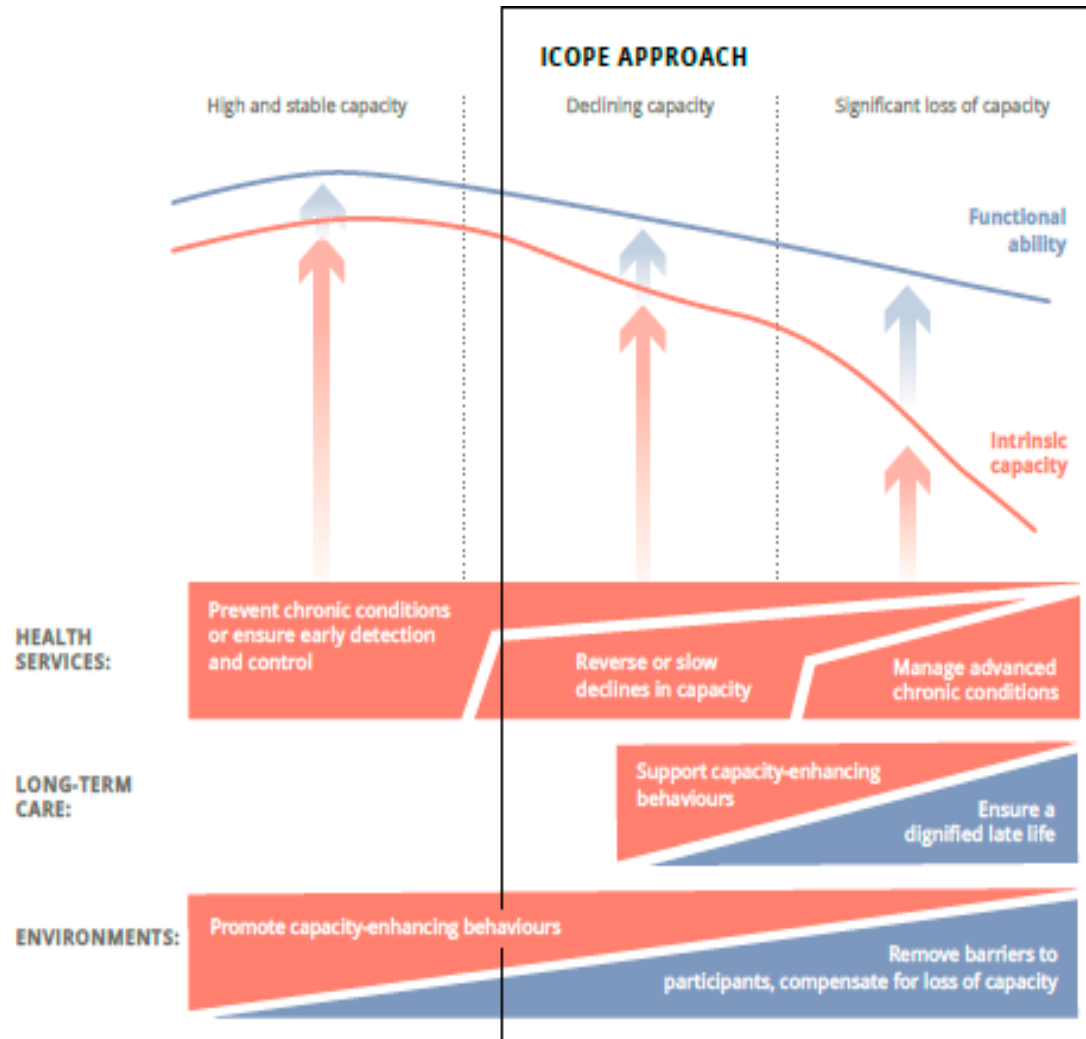 ICOPE APPROACH
High and stable capacity
Declining capacity
Significant loss of capacity
Functional
ability
Intrinsic
capacity
HEALTH
SERVICES:
Prevent chronic conditions
or ensure early detection
and control
Reverse or slow
declines in capacity
Manage advanced
chronic conditions
LONG-TERM
CARE:
Support capacity-enhancing
behaviours
Ensure a
dignified late life
ENVIRONMENTS:
Promote capacity-enhancing behaviours
Remove barriers to
participants, compensate for loss of capacity